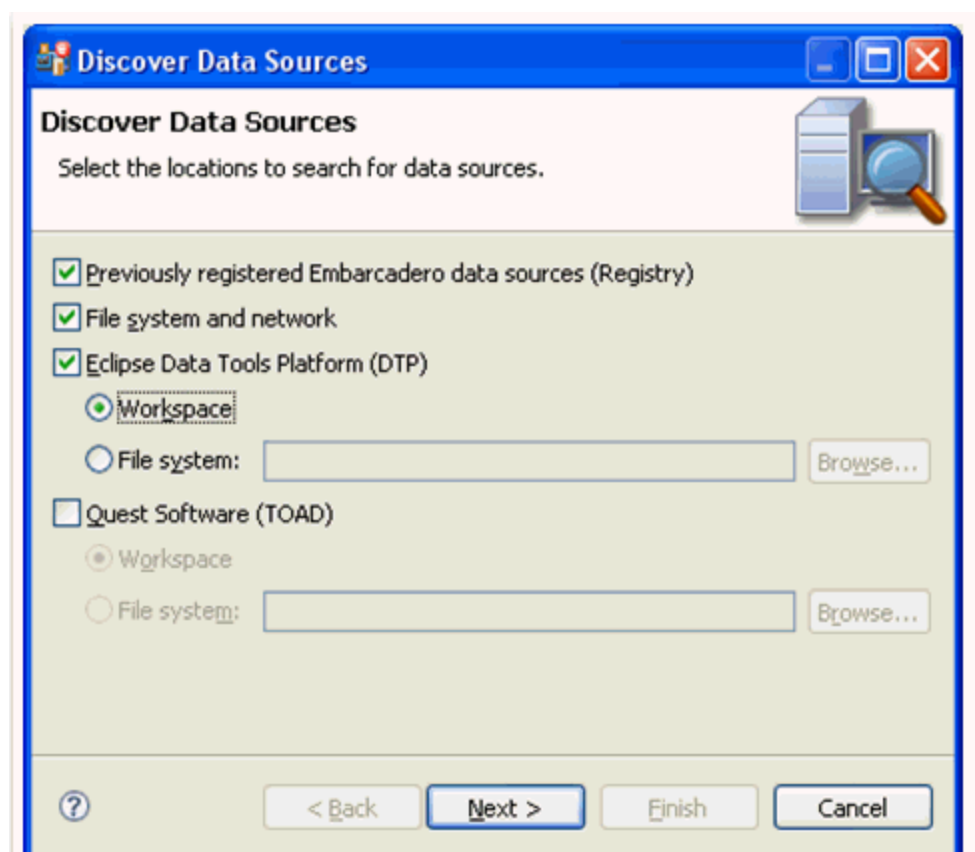 Discover Data Sources
Discover Data Sources
Select the locations to search for data sources.
Previously registered Embarcadero data sources (Registry)
File system and network
Eclipse Data Tools Platform (DTP)
Workspace
File system:
Browse...
Quest Software (TOAD)
Workspace
File system:
Browse...
?
< Back
Next >
Finish
Cancel